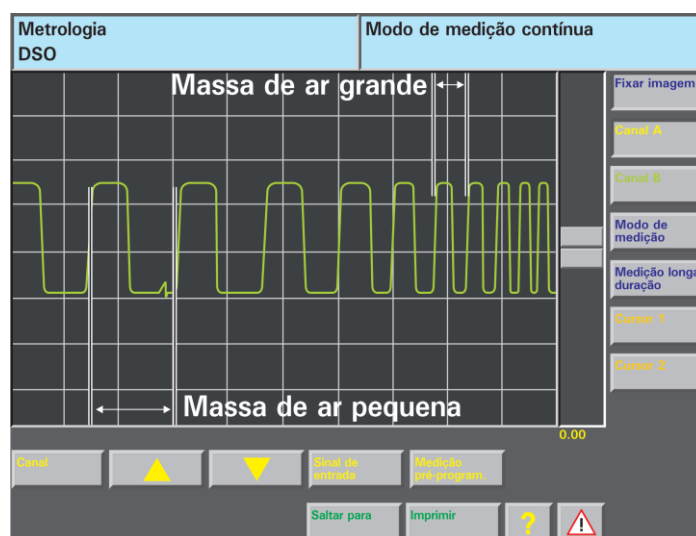 Metrologia
DSO
Modo de medição contínua
Massa de ar grande
Massa de ar pequena
Fixar imagem
Canal A
Canal B
Modo de
medição
Medição longa
duração
Cursor 1
Cursor 2
0.00
Canal
Sinal de
entrada
Medição
pré-program.
Saltar para
Imprimir
?
!